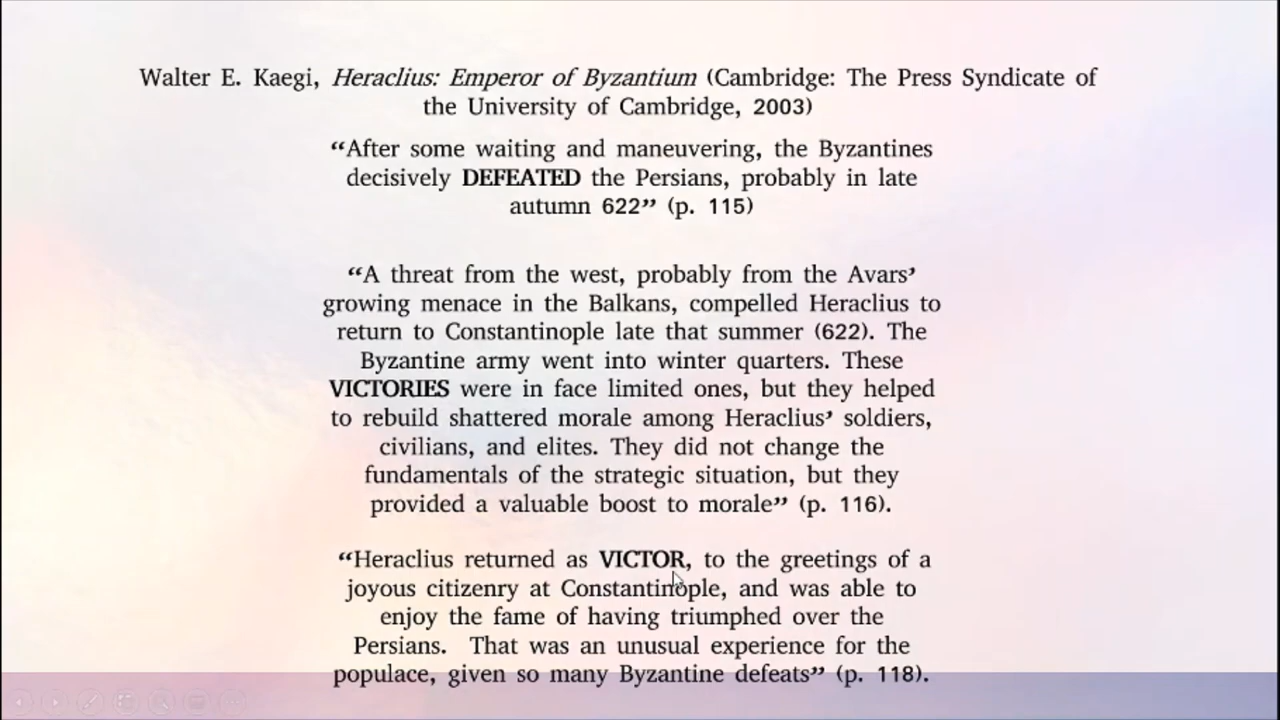 Walter E. Kaegi, Heraclius: Emperor of Byzantium (Cambridge: The Press Syndicate of
the University of Cambridge, 2003)
“After some waiting and maneuvering, the Byzantines
decisively DEFEATED the Persians, probably in late
autumn 622” (p. 115)
“A threat from the west, probably from the Avars’
growing menace in the Balkans, compelled Heraclius to
return to Constantinople late that summer (622). The
Byzantine army went into winter quarters. These
VICTORIES were in face limited ones, but they helped
to rebuild shattered morale among Heraclius’ soldiers,
civilians, and elites. They did not change the
fundamentals of the strategic situation, but they
provided a valuable boost to morale” (p. 116).
“Heraclius returned as VICTOR, to the greetings of a
joyous citizenry at Constantinople, and was able to
enjoy the fame of having triumphed over the
Persians. That was an unusual experience for the
populace, given so many Byzantine defeats” (p. 118).